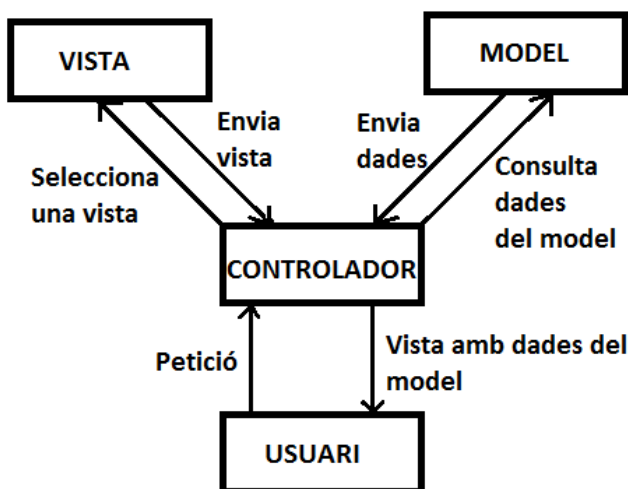 VISTA
MODEL
Envia
vista
Envia
dades
Selecciona
una vista
Consulta
dades
del model
CONTROLADOR
Petició
Vista amb dades del
model
USUARI